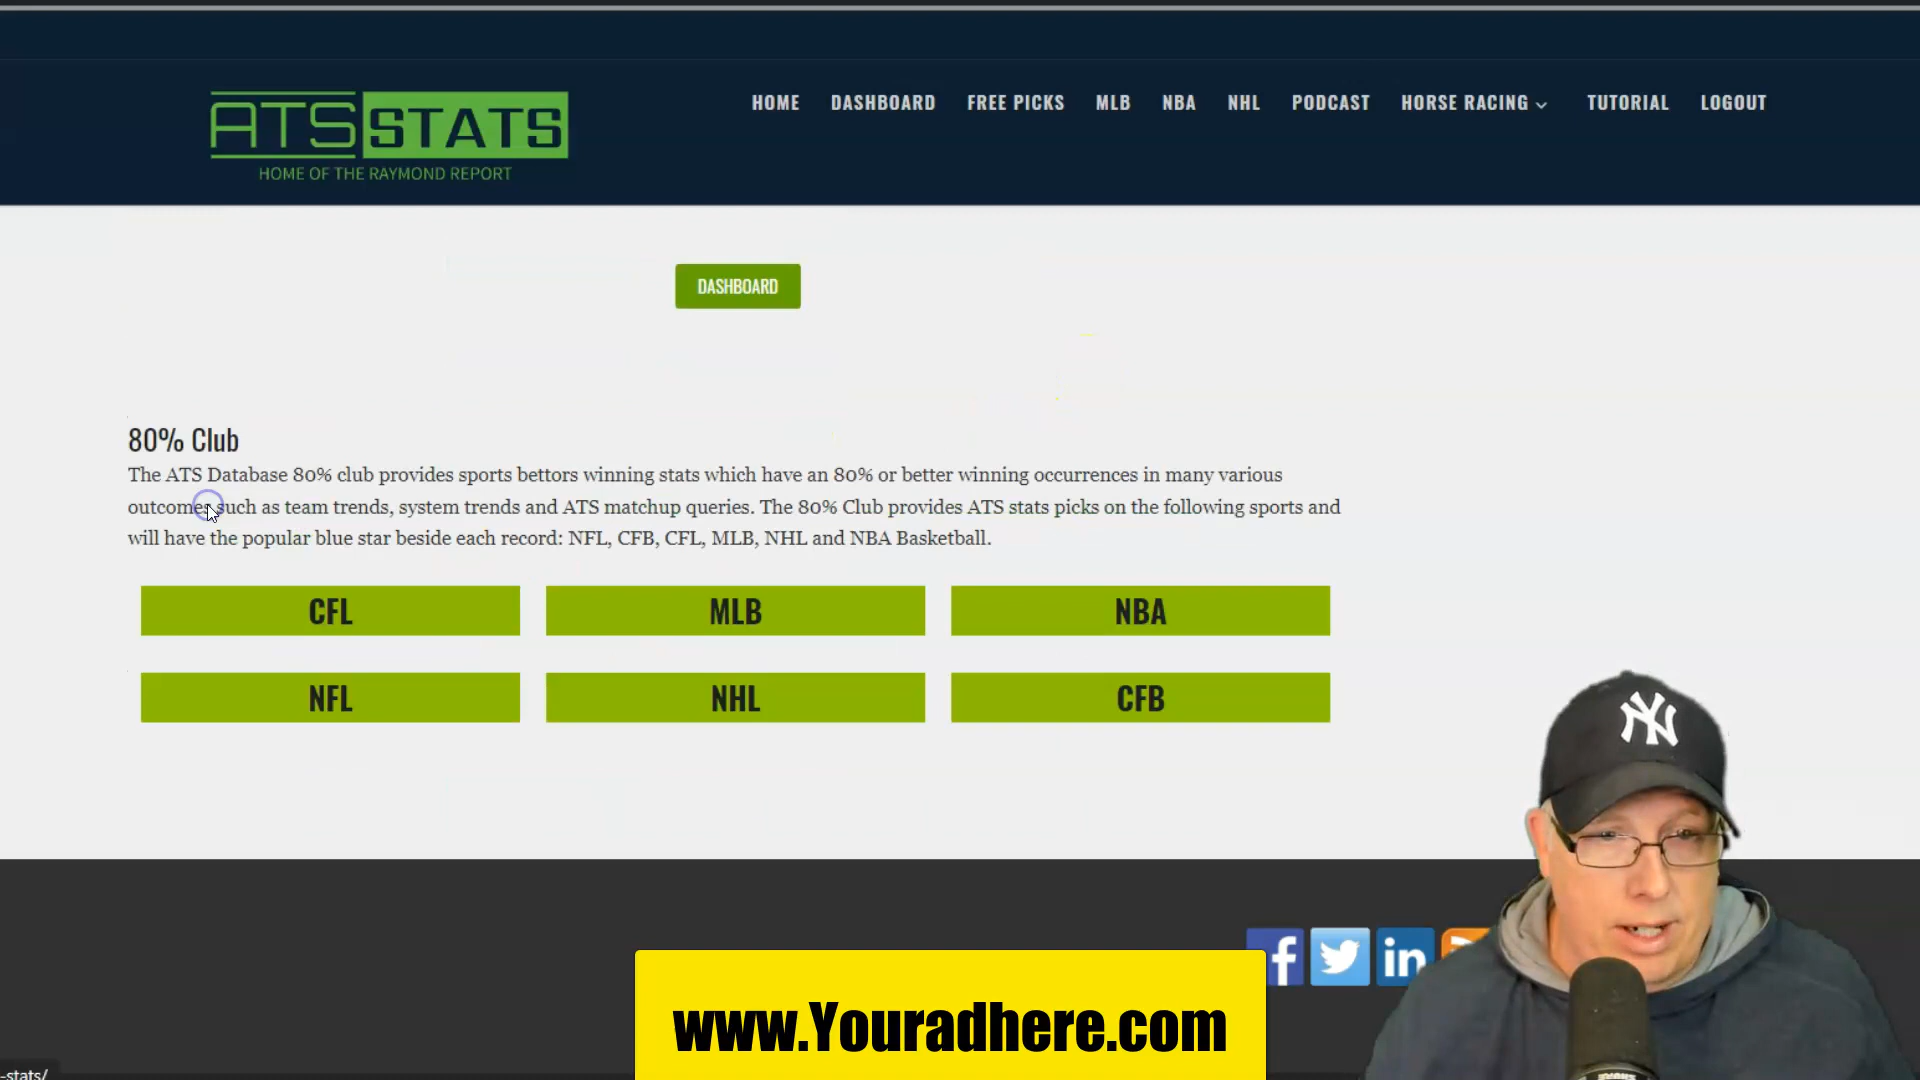 ATS STATS
HOME OF THE RAYMOND REPORT
HOME DASHBOARD FREE PICKS MLB NBA NHL PODCAST HORSE RACING TUTORIAL LOGOUT
DASHBOARD
80% Club
The ATS Database 80% club provides sports bettors winning stats which have an 80% or better winning occurrences in many various
outcomes such as team trends, system trends and ATS matchup queries. The 80% Club provides ATS stats picks on the following sports and
will have the popular blue star beside each record: NFL, CFB, CFL, MLB, NHL and NBA Basketball.
CFL MLB NBA
NFL NHL CFB
NY
f in
www.Youradhere.com
-stats/